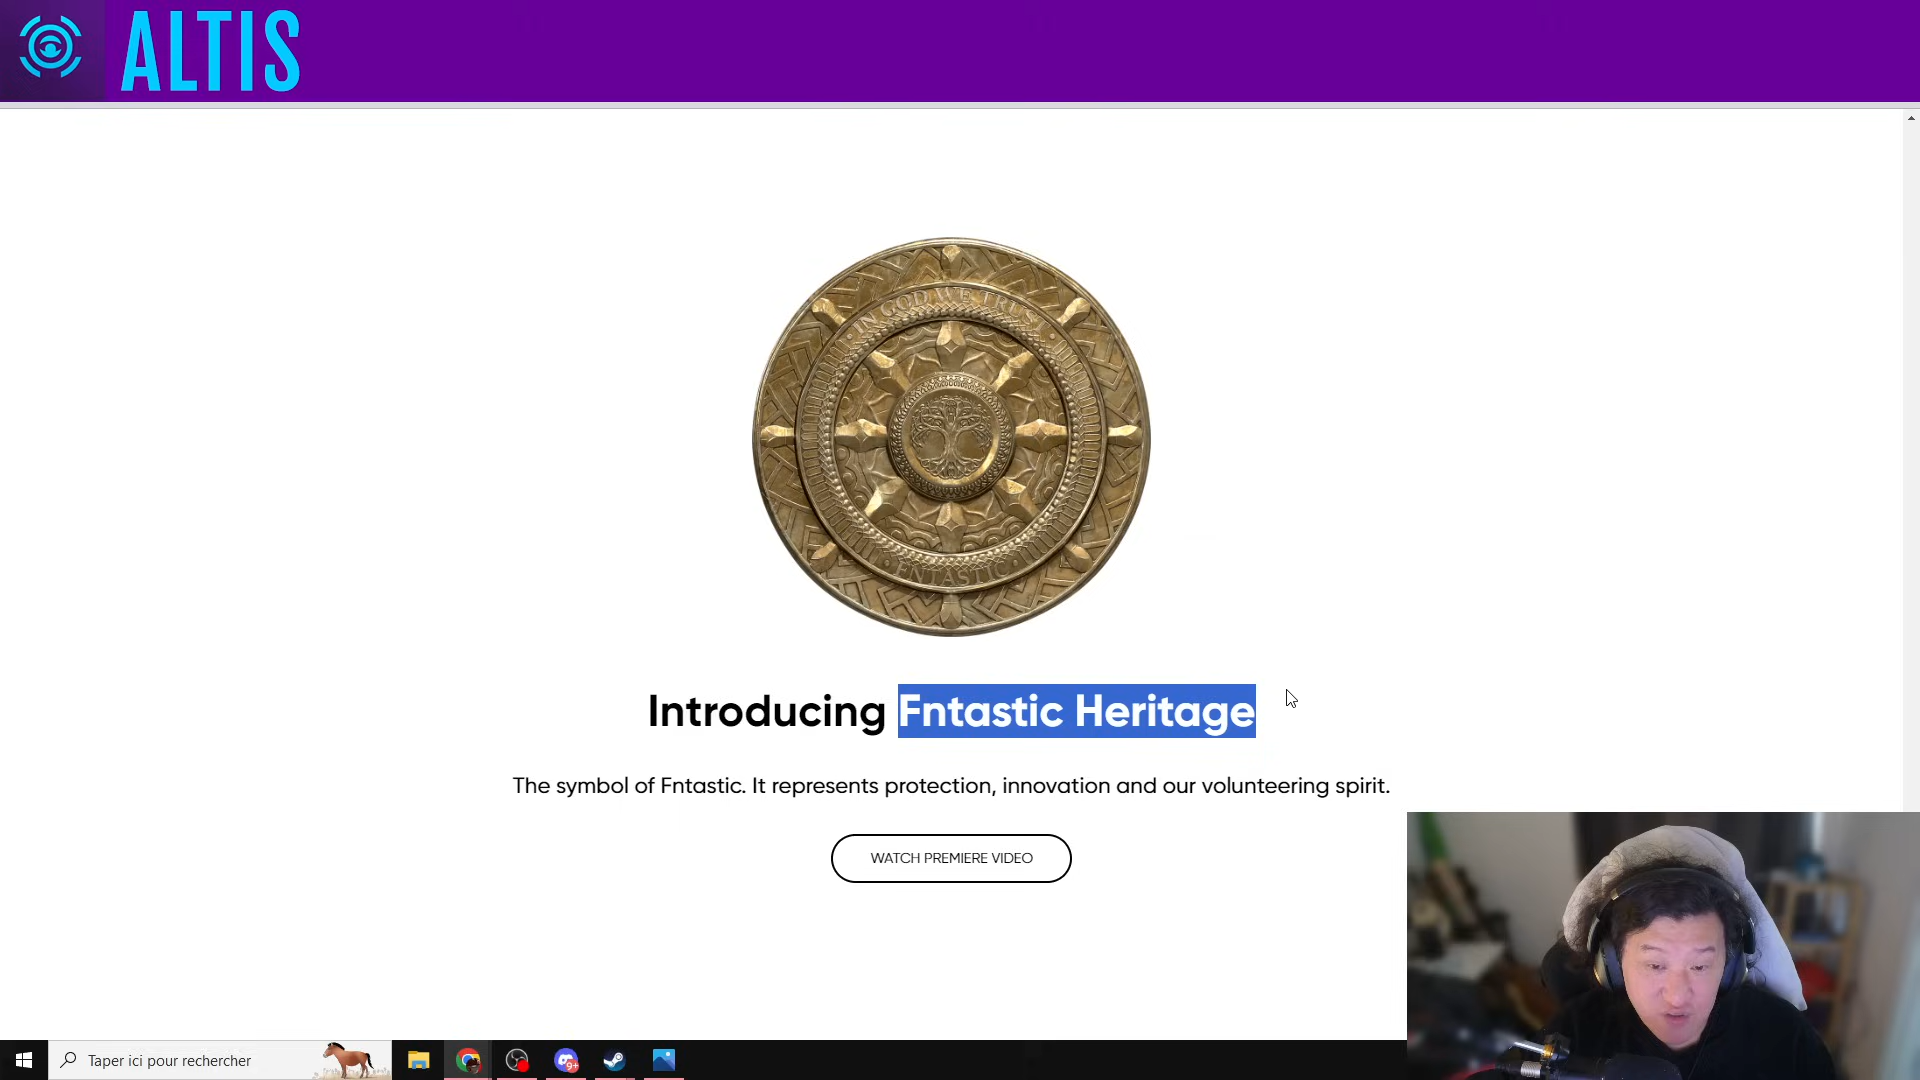 ALTIS
IN GOD WE TRUST
FNTASTIC
Introducing Fntastic Heritage
The symbol of Fntastic. It represents protection, innovation and our volunteering spirit.
WATCH PREMIERE VIDEO
Taper ici pour rechercher
9+